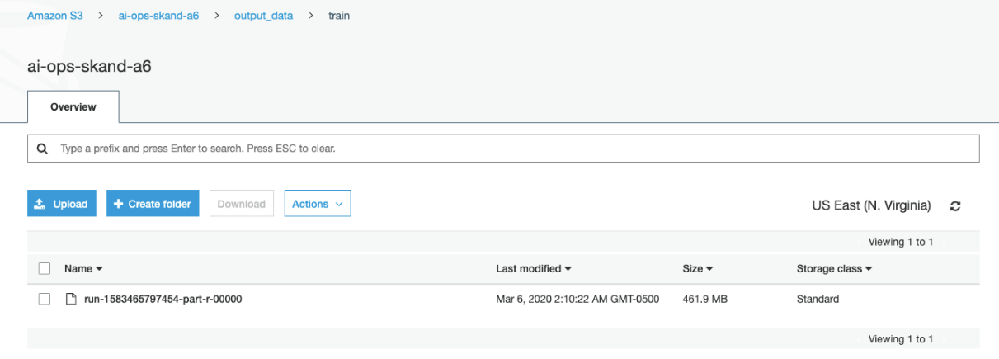 Amazon S3 > ai-ops-skand-a6 > output_data > train
ai-ops-skand-a6
Overview
Type a prefix and press Enter to search. Press ESC to clear.
Upload + Create folder Download Actions
US East (N. Virginia)
Viewing 1 to 1
Name Last modified Size Storage class
run-1583465797454-part-r-00000 Mar 6, 2020 2:10:22 AM GMT-0500 461.9 MB Standard
Viewing 1 to 1